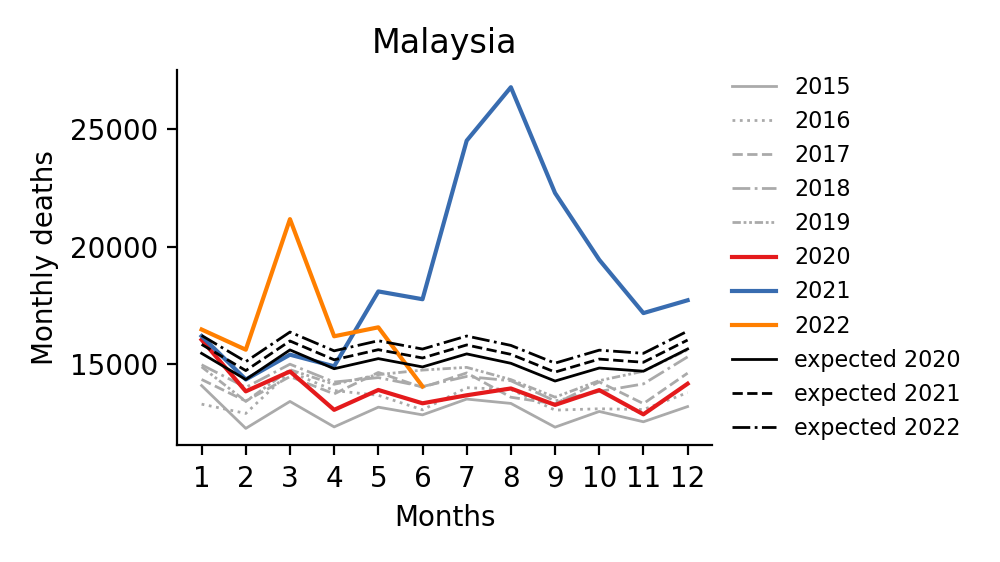 Malaysia
Monthly deaths
25000
20000
15000
1 2 3 4 5 6 7 8 9 10 11 12
Months
2015
2016
2017
2018
2019
2020
2021
2022
expected 2020
expected 2021
expected 2022